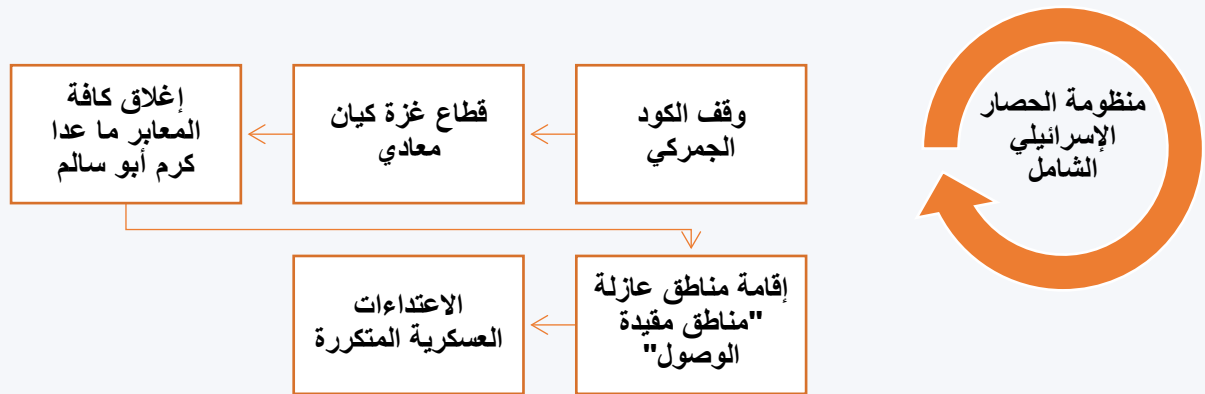 منظومة الحصار
الإسرائيلي
الشامل
وقف الكود
الجمركي
قطاع غزة كيان
معادي
إغلاق كافة
المعابر ما عدا
كرم أبو سالم
إقامة مناطق عازلة
"مناطق مقيدة
الوصول"
الاعتداءات
العسكرية المتكررة